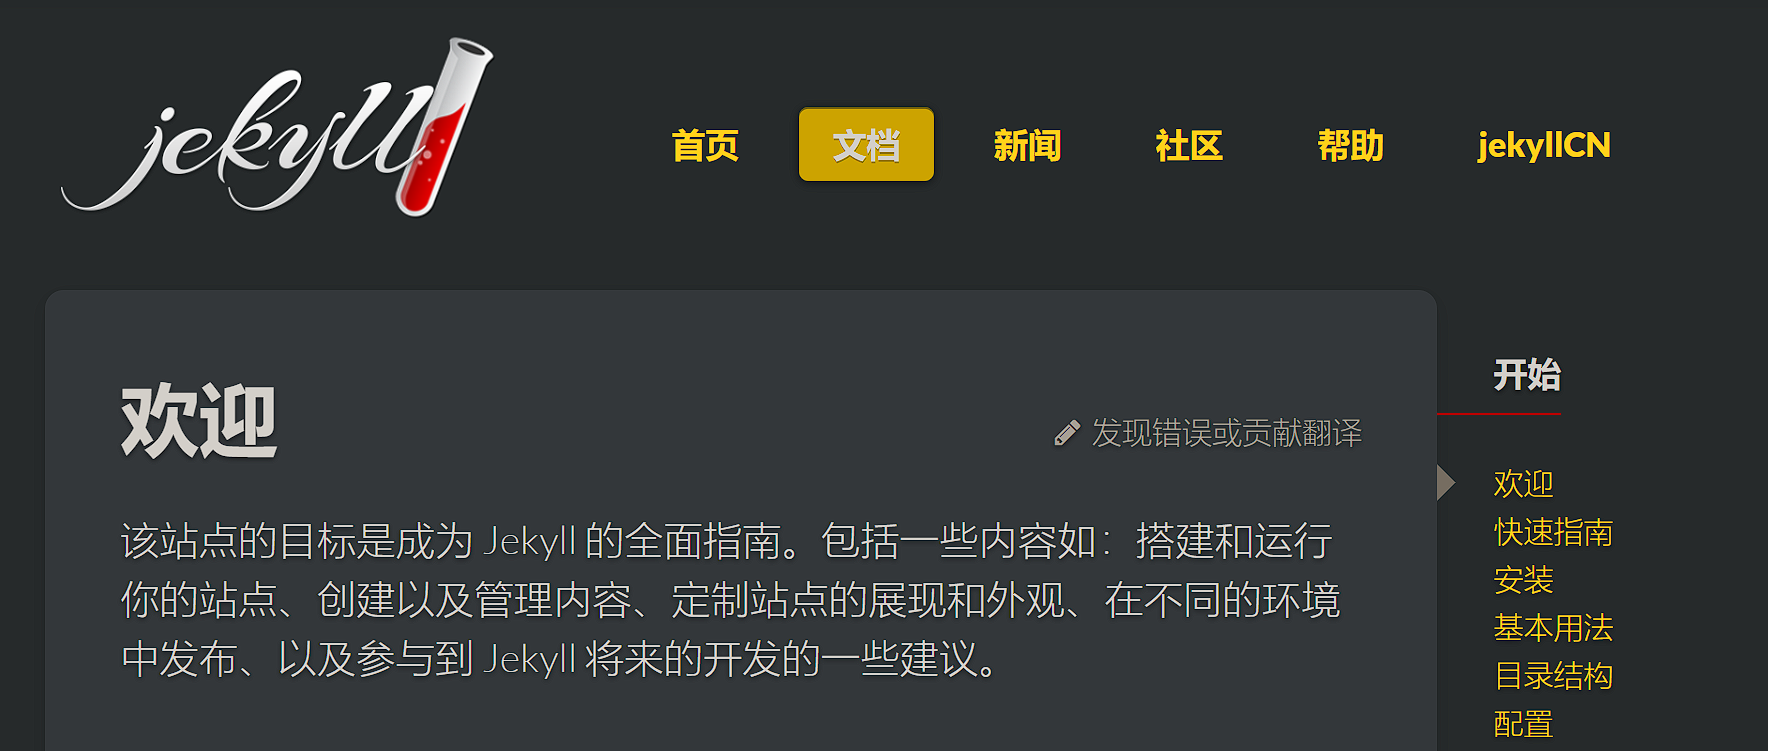 jekyll
首页
文档
新闻
社区
帮助
jekyllCN
欢迎
发现错误或贡献翻译
该站点的目标是成为 Jekyll 的全面指南。包括一些内容如：搭建和运行
你的站点、创建以及管理内容、定制站点的展现和外观、在不同的环境
中发布、以及参与到 Jekyll 将来的开发的一些建议。
开始
欢迎
快速指南
安装
基本用法
目录结构
配置